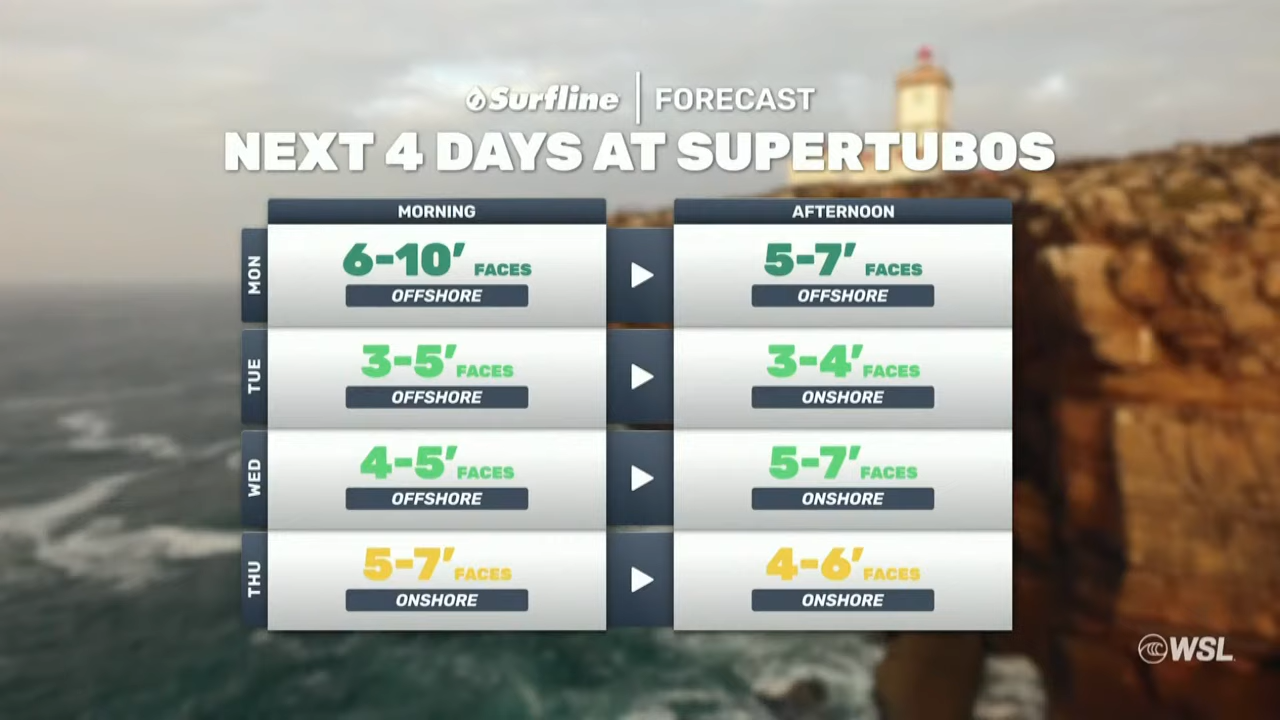 Surfline | FORECAST
NEXT 4 DAYS AT SUPERTUBOS
MORNING
AFTERNOON
MON
6-10' FACES
OFFSHORE
5-7' FACES
OFFSHORE
TUE
3-5' FACES
OFFSHORE
3-4' FACES
ONSHORE
WED
4-5' FACES
OFFSHORE
5-7' FACES
ONSHORE
THU
5-7' FACES
ONSHORE
4-6' FACES
ONSHORE
WSL